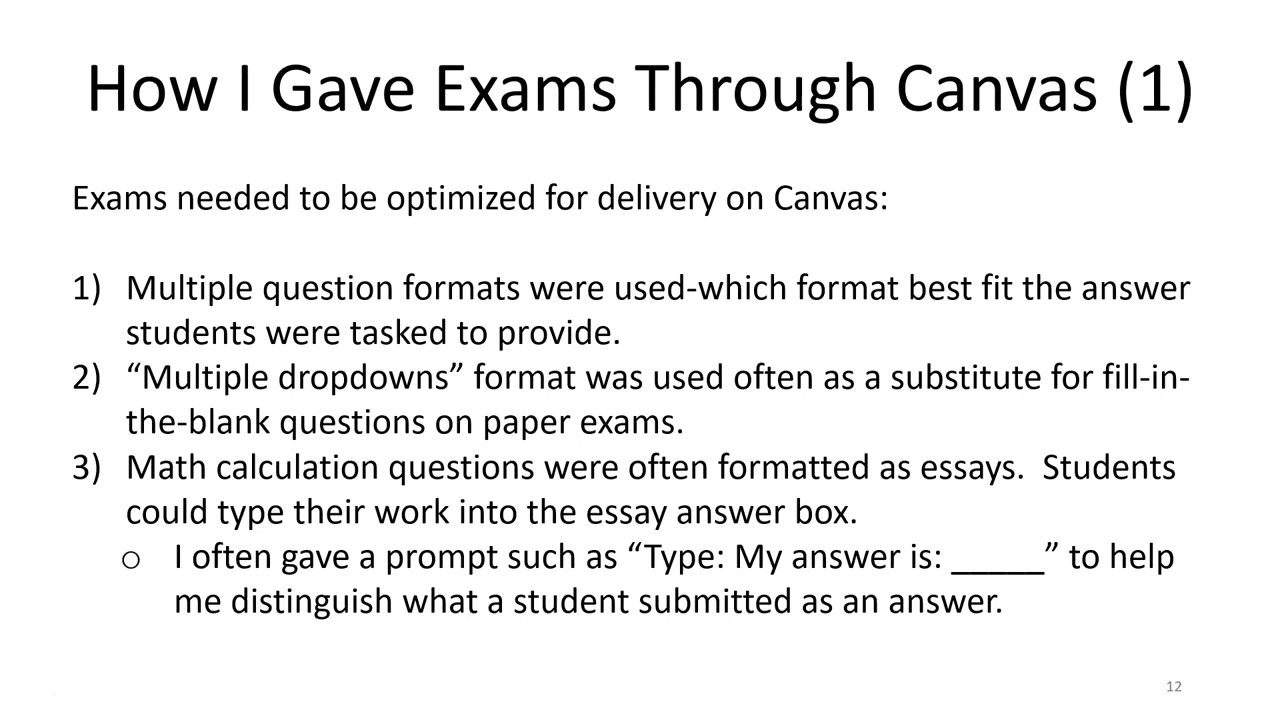 How I Gave Exams Through Canvas (1)
Exams needed to be optimized for delivery on Canvas:
1) Multiple question formats were used-which format best fit the answer
students were tasked to provide.
2) “Multiple dropdowns” format was used often as a substitute for fill-in-
the-blank questions on paper exams.
3) Math calculation questions were often formatted as essays.  Students
could type their work into the essay answer box.
o I often gave a prompt such as “Type: My answer is: _____” to help
me distinguish what a student submitted as an answer.
12